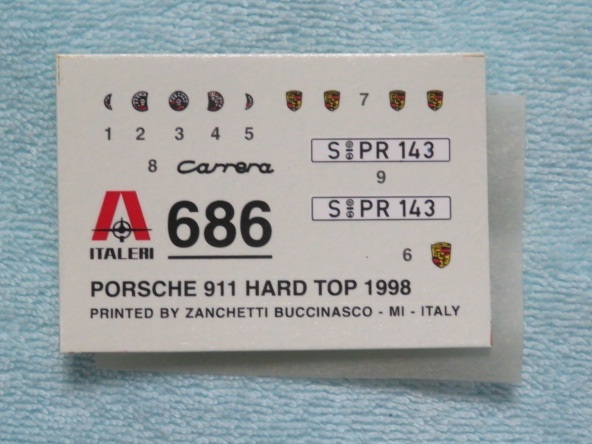 7
1 2 3 4 5
8 Carrera
S PR 143
9
S PR 143
6
ITALERI
686
PORSCHE 911 HARD TOP 1998
PRINTED BY ZANCHETTI BUCCINASCO - MI - ITALY